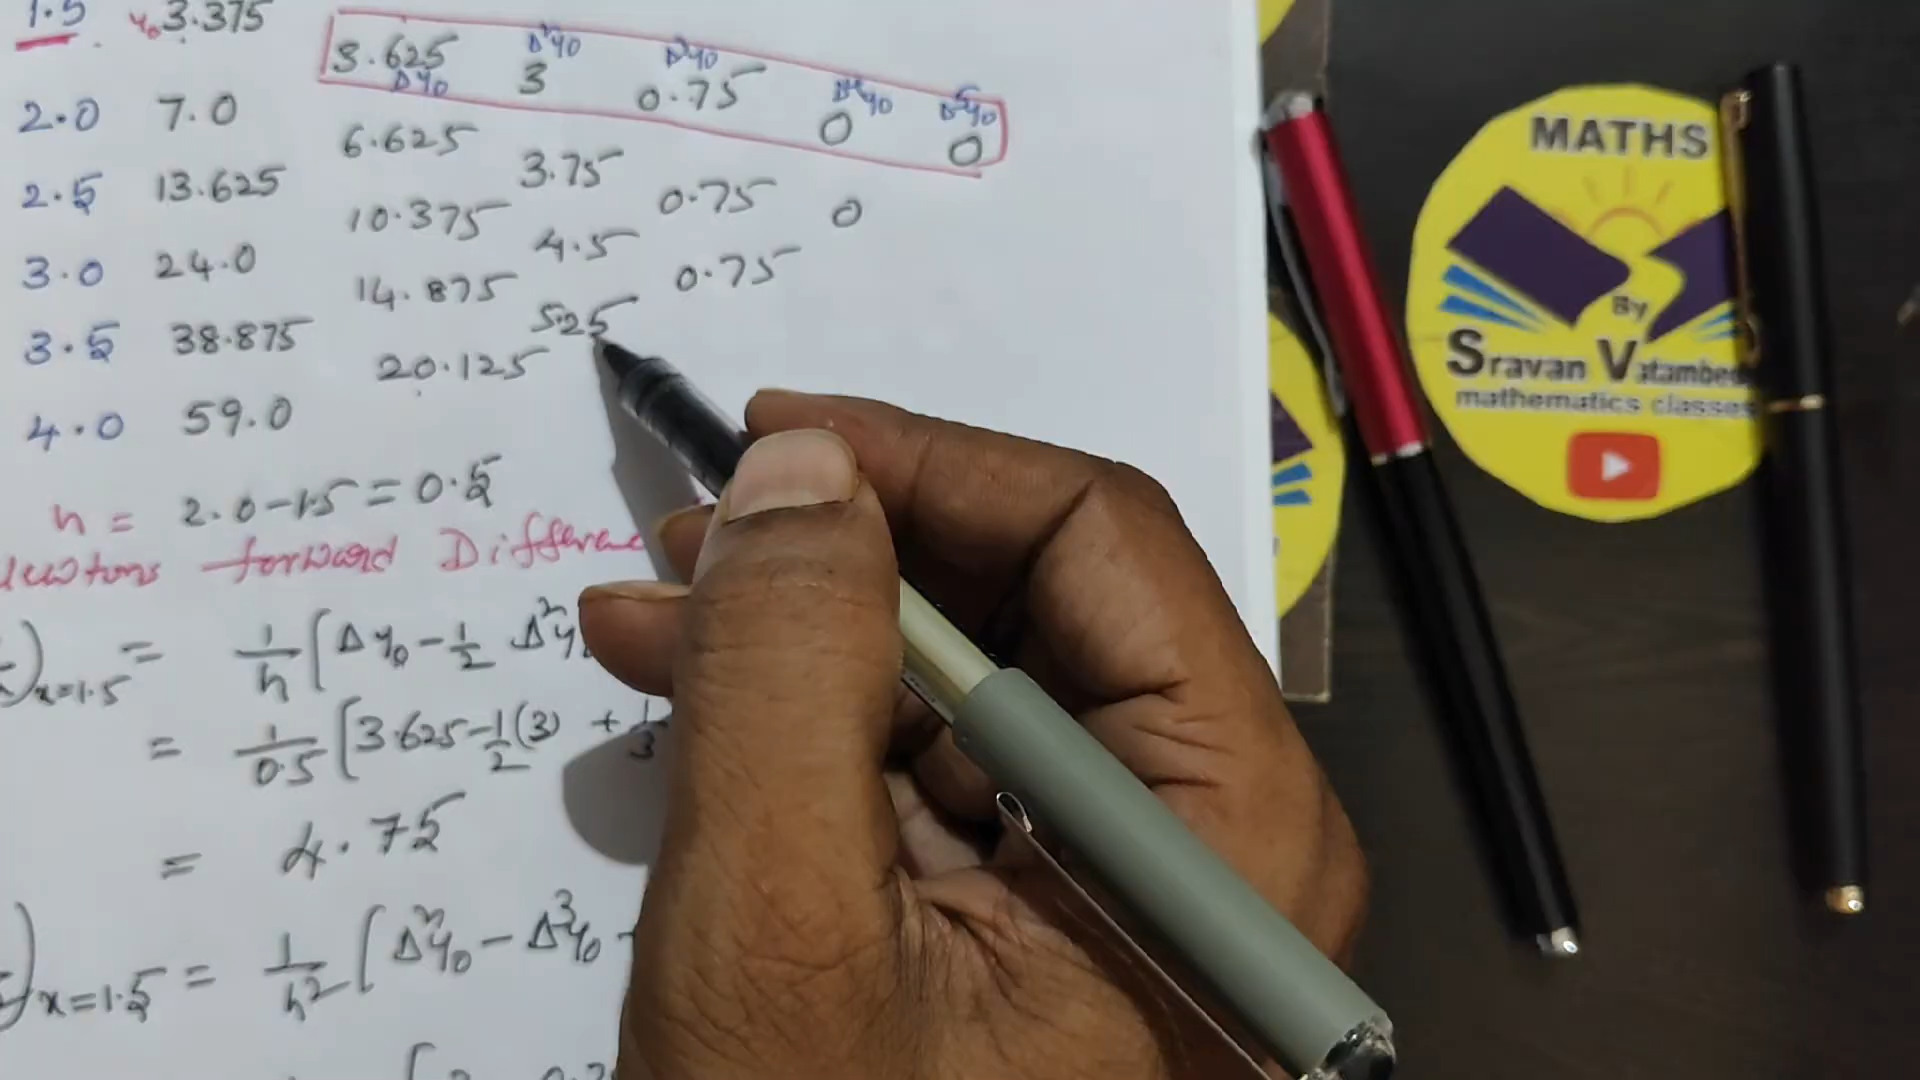 1.5 y₀ 3.375
3.625 Δy₀ 3 Δ²y₀ 0.75 Δ³y₀ 0 Δ⁴y₀ 0 Δ⁵y₀
2.0 7.0
6.625 3.75 0.75 0
2.5 13.625
10.375 4.5 0.75
3.0 24.0
14.875 5.25
3.5 38.875
20.125
4.0 59.0
h = 2.0-1.5 = 0.5
forward
)x=1.5 = 1/h [Δy₀ - 1/2 Δ²y
= 1/0.5 [3.625 - 1/2 (3) + 1/3
= 4.75
)x=1.5 = 1/h² [Δ²y₀ - Δ³y₀
MATHS
By
Sravan
mathematics classes